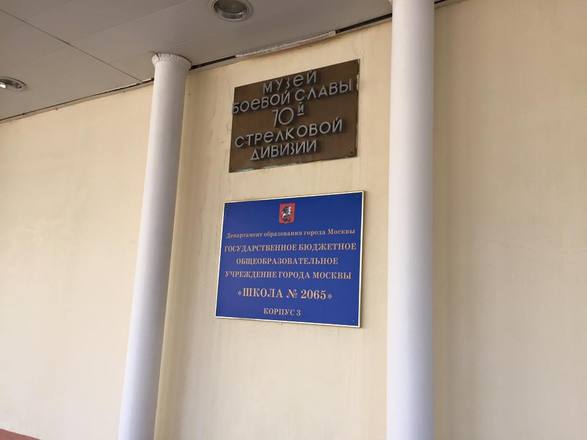 МУЗЕЙ
БОЕВОЙ СЛАВЫ
70й
СТРЕЛКОВОЙ
ДИВИЗИИ
Департамент образования города Москвы
ГОСУДАРСТВЕННОЕ БЮДЖЕТНОЕ
ОБЩЕОБРАЗОВАТЕЛЬНОЕ
УЧРЕЖДЕНИЕ ГОРОДА МОСКВЫ
«ШКОЛА № 2065»
КОРПУС 3